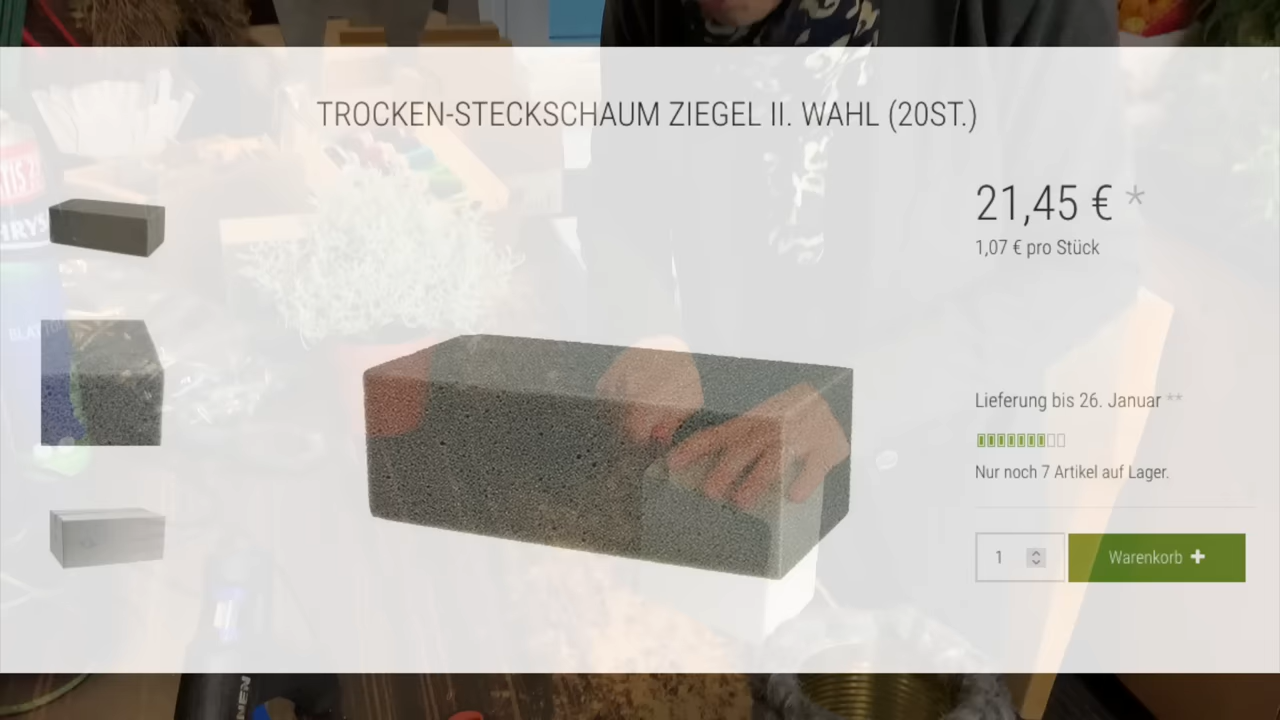 TROCKEN-STECKSCHAUM ZIEGEL II. WAHL (20ST.)
21,45 € *
1,07 € pro Stück
Lieferung bis 26. Januar **
Nur noch 7 Artikel auf Lager.
1
Warenkorb +